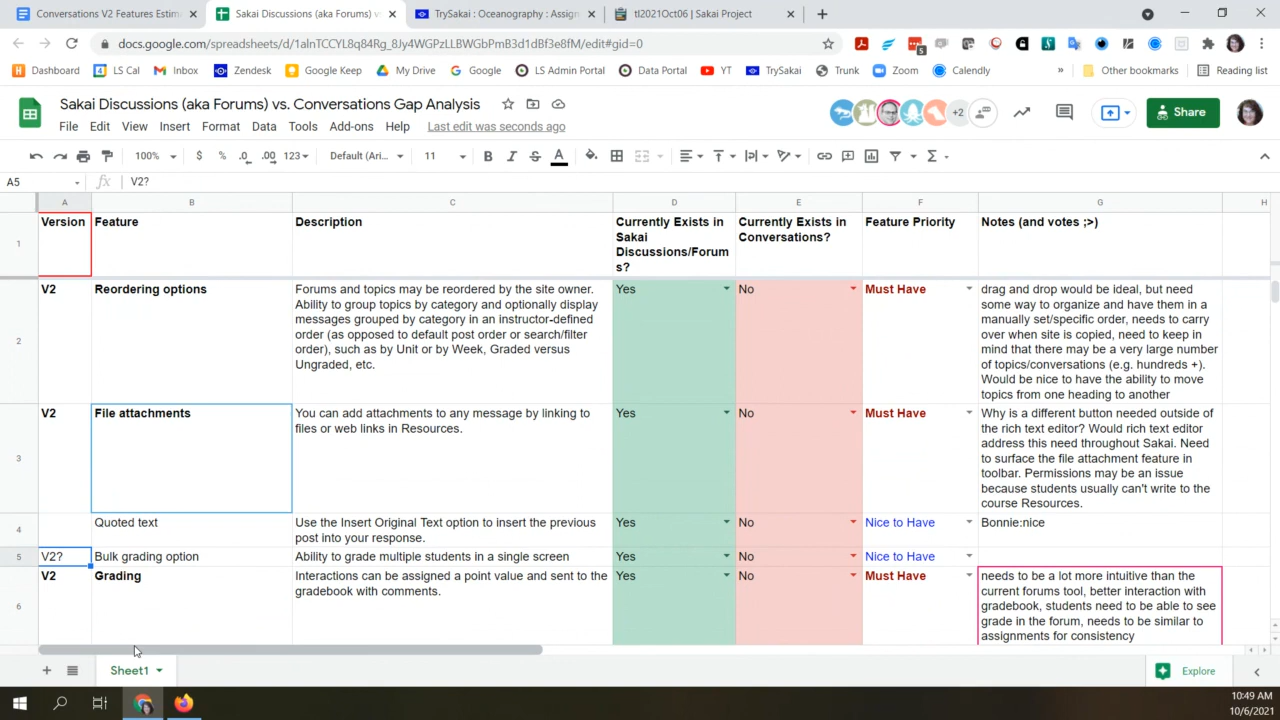 Conversations V2 Features Estim
Sakai Discussions (aka Forums) v
TrySakai : Oceanography : Assign
tl2021Oct06 | Sakai Project
docs.google.com/spreadsheets/d/1alnTCCYL8q84Rg_8Jy4WGPzLLBWGbPmB3d1dBf3e8fM/edit#gid=0
5
Dashboard
LS Cal
Inbox
Zendesk
Google Keep
My Drive
Google
LS Admin Portal
Data Portal
YT
TrySakai
Trunk
Zoom
Calendly
»
Other bookmarks
Reading list
Sakai Discussions (aka Forums) vs. Conversations Gap Analysis
+2
Share
File Edit View Insert Format Data Tools Add-ons Help Last edit was seconds ago
100% $ % .0 .00 123 Default (Ari... 11 B I S A
A5 fx V2?
A B C D E F G H
1 Version Feature Description
Currently Exists in
Sakai
Discussions/Forum
s?
Currently Exists in
Conversations?
Feature Priority
Notes (and votes ;>)
2 V2 Reordering options
Forums and topics may be reordered by the site owner.
Ability to group topics by category and optionally display
messages grouped by category in an instructor-defined
order (as opposed to default post order or search/filter
order), such as by Unit or by Week, Graded versus
Ungraded, etc.
Yes No Must Have
drag and drop would be ideal, but need
some way to organize and have them in a
manually set/specific order, needs to carry
over when site is copied, need to keep in
mind that there may be a very large number
of topics/conversations (e.g. hundreds +).
Would be nice to have the ability to move
topics from one heading to another
3 V2 File attachments
You can add attachments to any message by linking to
files or web links in Resources.
Yes No Must Have
Why is a different button needed outside of
the rich text editor? Would rich text editor
address this need throughout Sakai. Need
to surface the file attachment feature in
toolbar. Permissions may be an issue
because students usually can't write to the
course Resources.
4 Quoted text
Use the Insert Original Text option to insert the previous
post into your response.
Yes No Nice to Have Bonnie:nice
5 V2? Bulk grading option Ability to grade multiple students in a single screen Yes No Nice to Have
6 V2 Grading
Interactions can be assigned a point value and sent to the
gradebook with comments.
Yes No Must Have
needs to be a lot more intuitive than the
current forums tool, better interaction with
gradebook, students need to be able to see
grade in the forum, needs to be similar to
assignments for consistency
Sheet1
Explore
10:49 AM
10/6/2021